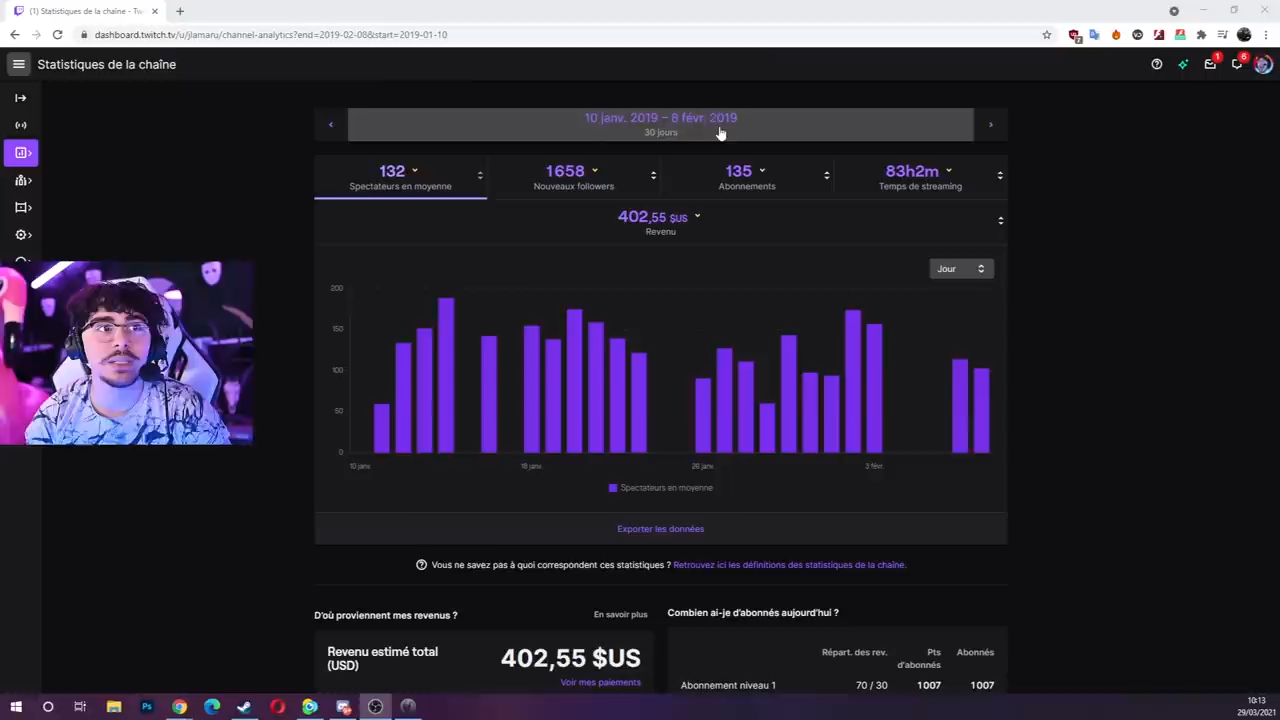 (1) Statistiques de la chaîne - Tw
dashboard.twitch.tv/u/jlamaru/channel-analytics?end=2019-02-08&start=2019-01-10
7
Statistiques de la chaîne
1
6
10 janv. 2019 – 8 févr. 2019
30 jours
132
Spectateurs en moyenne
1658
Nouveaux followers
135
Abonnements
83h2m
Temps de streaming
402,55 $US
Revenu
Jour
200
150
100
50
0
10 janv.
18 janv.
26 janv.
3 févr.
Spectateurs en moyenne
Exporter les données
Vous ne savez pas à quoi correspondent ces statistiques ? Retrouvez ici les définitions des statistiques de la chaîne.
D'où proviennent mes revenus ?
En savoir plus
Revenu estimé total
(USD)
402,55 $US
Voir mes paiements
Combien ai-je d'abonnés aujourd'hui ?
Répart. des rev.
Pts
d'abonnés
Abonnés
Abonnement niveau 1
70 / 30
1007
1007
10:13
29/03/2021